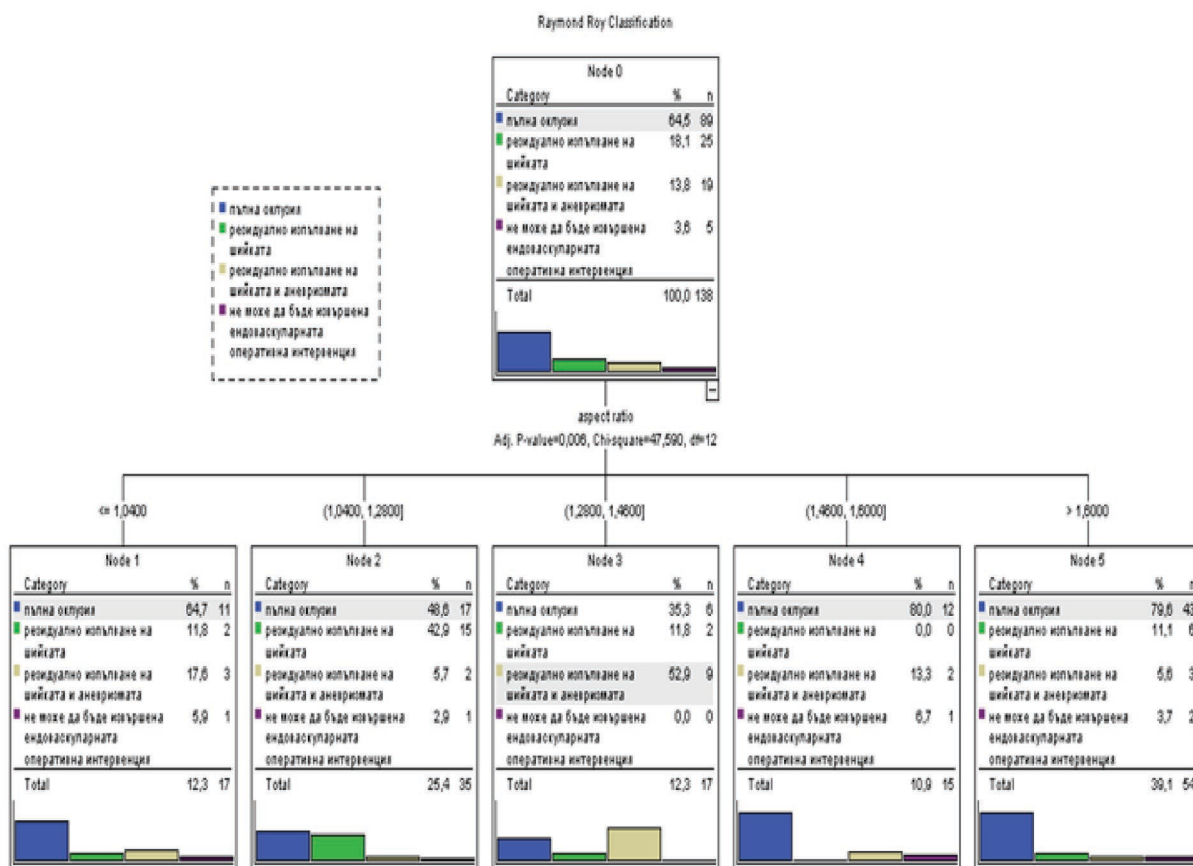 Raymond Roy Classification
Node 0
Category % n
пълна оклузия 64,5 89
резидуално изпълване на 18,1 25
шийката
резидуално изпълване на 13,8 19
шийката и аневризмата
не може да бъде извършена 3,6 5
ендоваскуларната
оперативна интервенция
Total 100,0 138
пълна оклузия
резидуално изпълване на
шийката
резидуално изпълване на
шийката и аневризмата
не може да бъде извършена
ендоваскуларната
оперативна интервенция
aspect ratio
Adj. P-value=0,006, Chi-square=47,590, df=12
<= 1,0400
(1,0400, 1,2800]
(1,2800, 1,4600]
(1,4600, 1,6000]
> 1,6000
Node 1
Category % n
пълна оклузия 64,7 11
резидуално изпълване на 11,8 2
шийката
резидуално изпълване на 17,6 3
шийката и аневризмата
не може да бъде извършена 5,9 1
ендоваскуларната
оперативна интервенция
Total 12,3 17
Node 2
Category % n
пълна оклузия 48,6 17
резидуално изпълване на 42,9 15
шийката
резидуално изпълване на 5,7 2
шийката и аневризмата
не може да бъде извършена 2,9 1
ендоваскуларната
оперативна интервенция
Total 25,4 35
Node 3
Category % n
пълна оклузия 35,3 6
резидуално изпълване на 11,8 2
шийката
резидуално изпълване на 52,9 9
шийката и аневризмата
не може да бъде извършена 0,0 0
ендоваскуларната
оперативна интервенция
Total 12,3 17
Node 4
Category % n
пълна оклузия 80,0 12
резидуално изпълване на 0,0 0
шийката
резидуално изпълване на 13,3 2
шийката и аневризмата
не може да бъде извършена 6,7 1
ендоваскуларната
оперативна интервенция
Total 10,9 15
Node 5
Category % n
пълна оклузия 79,6 43
резидуално изпълване на 11,1 6
шийката
резидуално изпълване на 5,6 3
шийката и аневризмата
не може да бъде извършена 3,7 2
ендоваскуларната
оперативна интервенция
Total 39,1 54